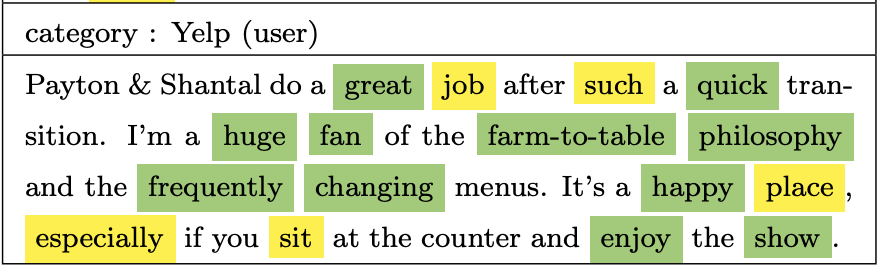 category : Yelp (user)
Payton & Shantal do a great job after such a quick tran-
sition. I'm a huge fan of the farm-to-table philosophy
and the frequently changing menus. It's a happy place,
especially if you sit at the counter and enjoy the show.